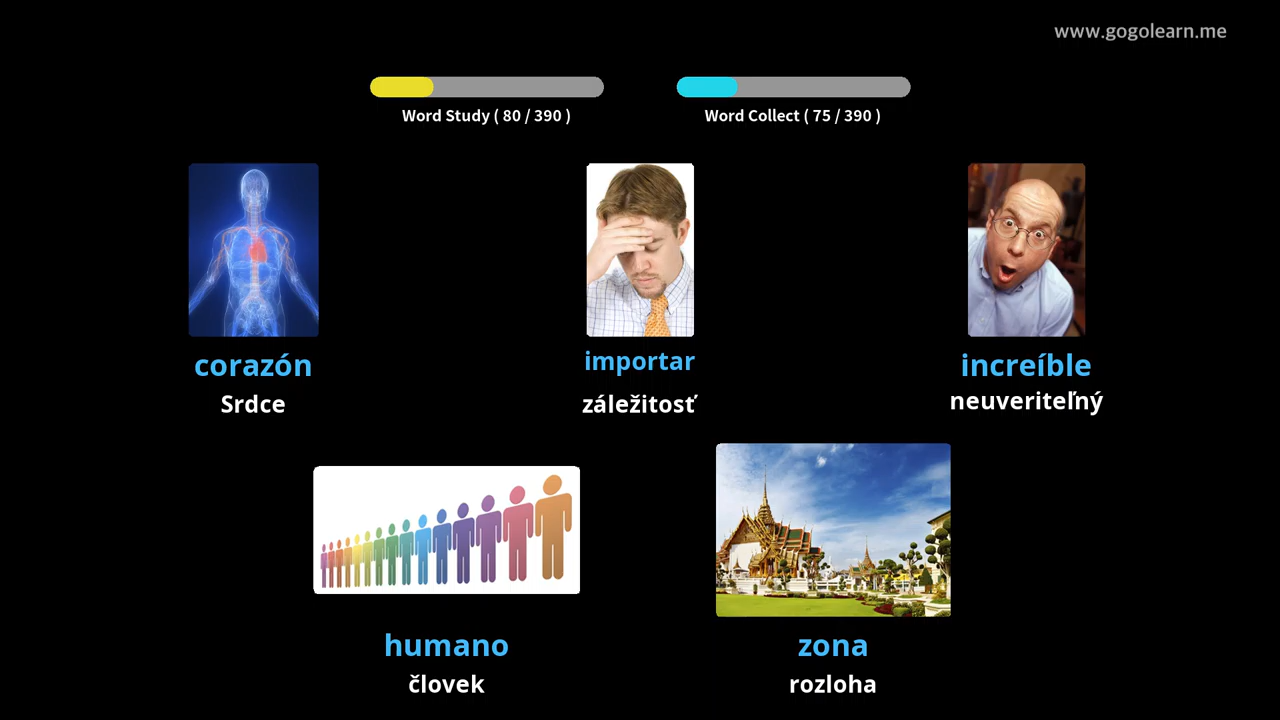 www.gogolearn.me
Word Study ( 80 / 390 )
Word Collect ( 75 / 390 )
corazón
importar
increíble
Srdce
záležitosť
neuveriteľný
humano
zona
človek
rozloha